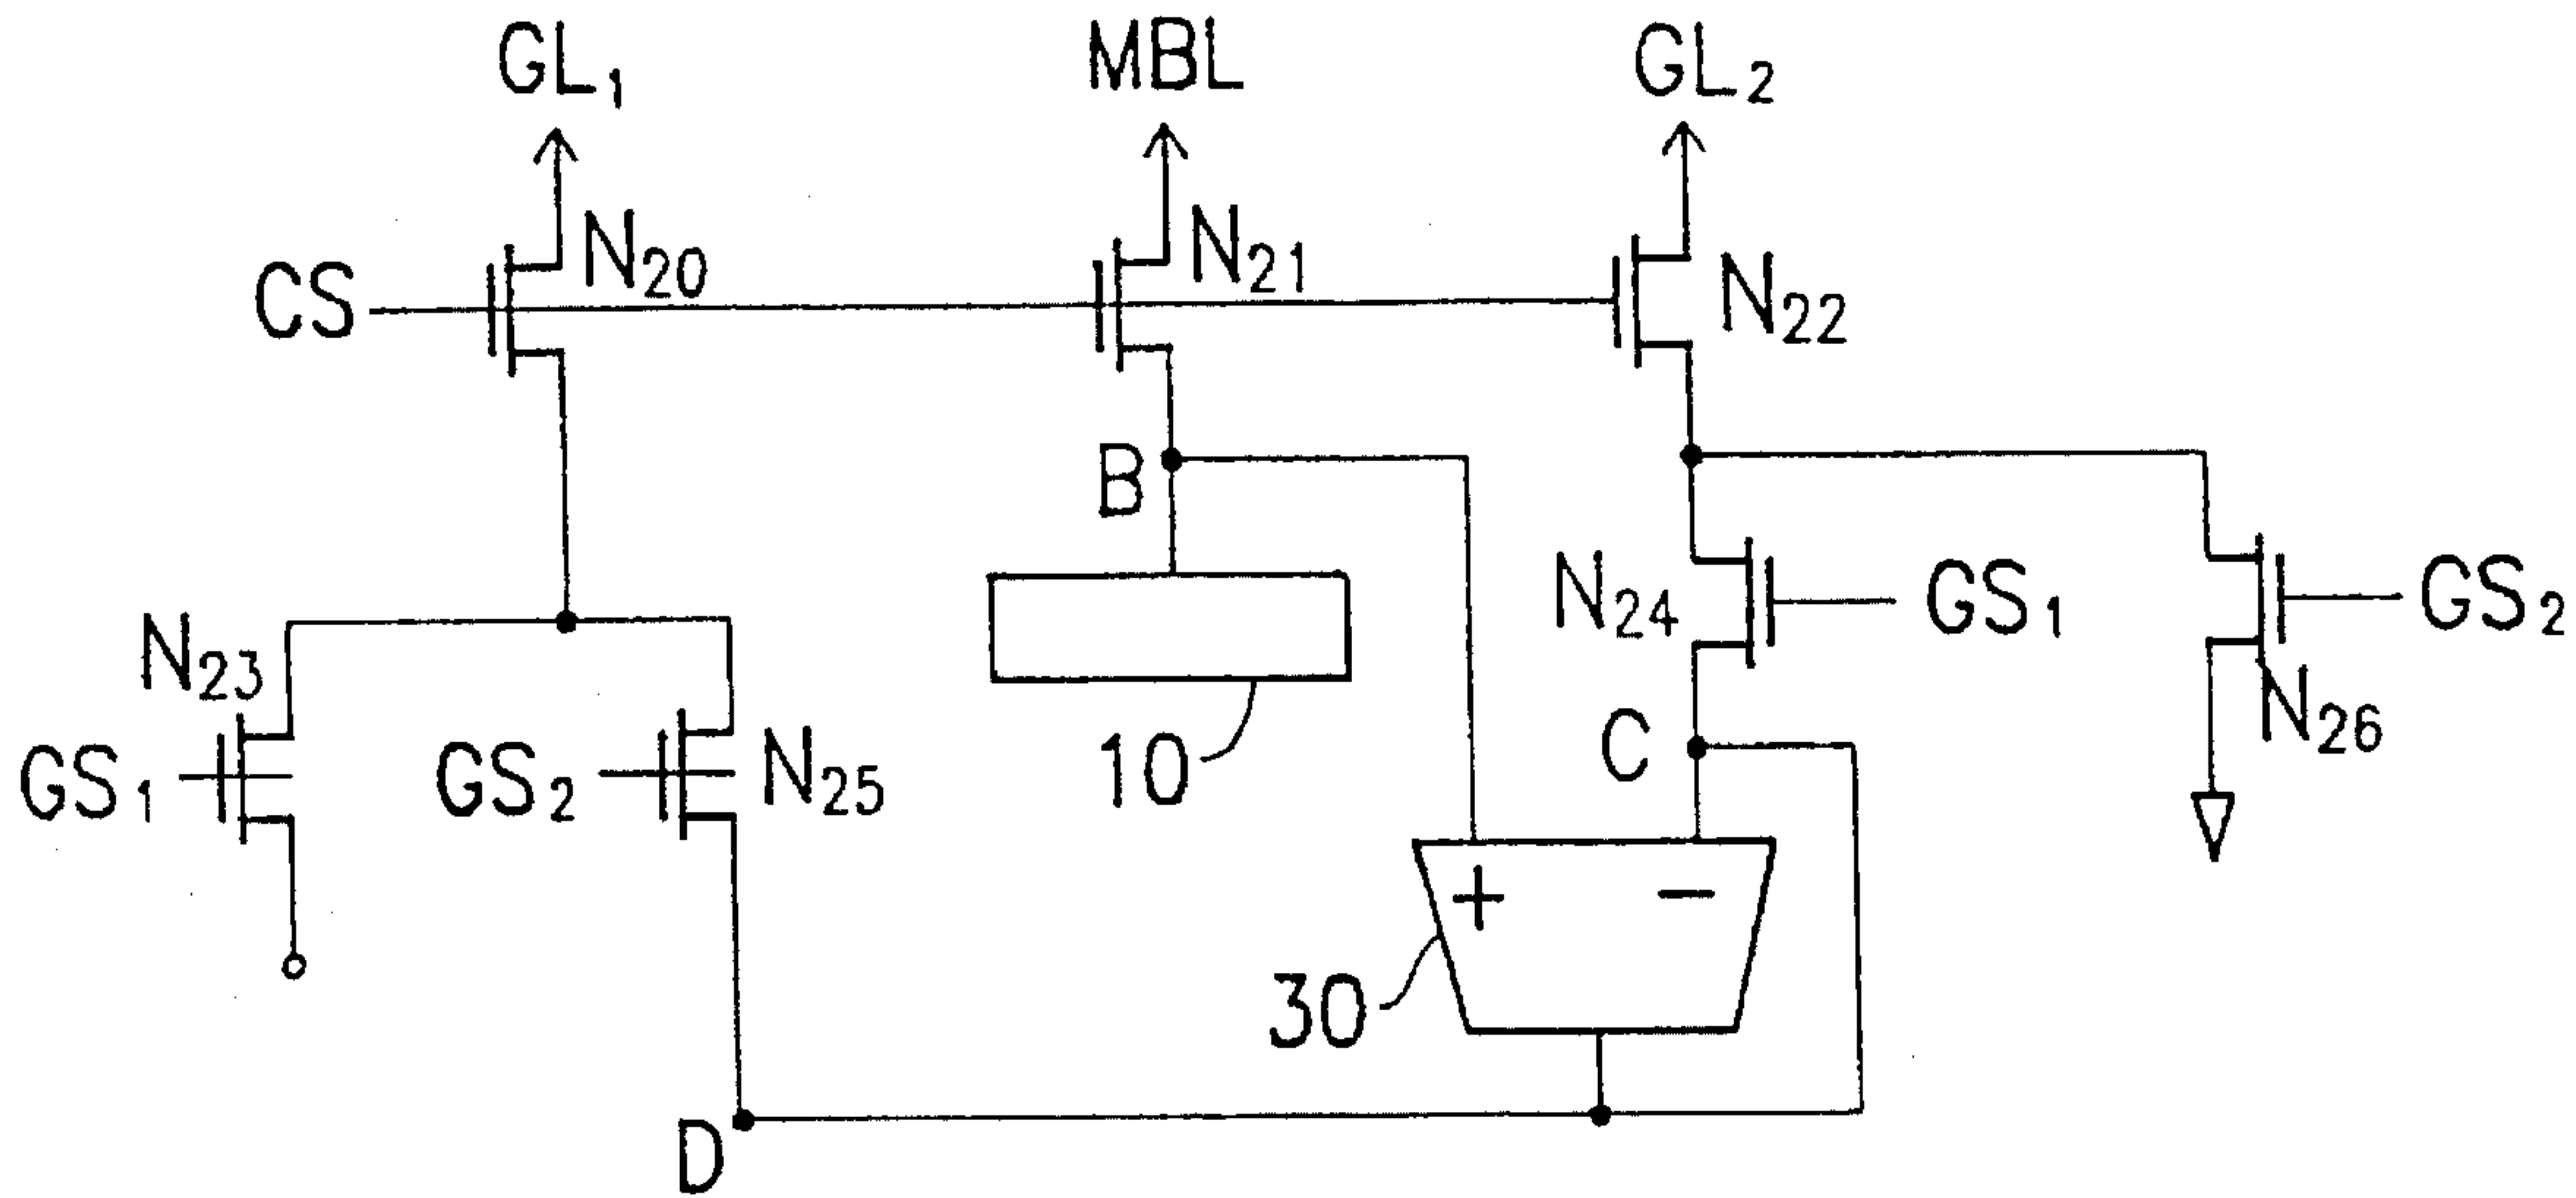 GL₁
MBL
GL₂
CS
N₂₀
N₂₁
N₂₂
B
N₂₃
N₂₄
GS₁
GS₂
GS₁
GS₂
N₂₅
10
C
N₂₆
+
−
30
D